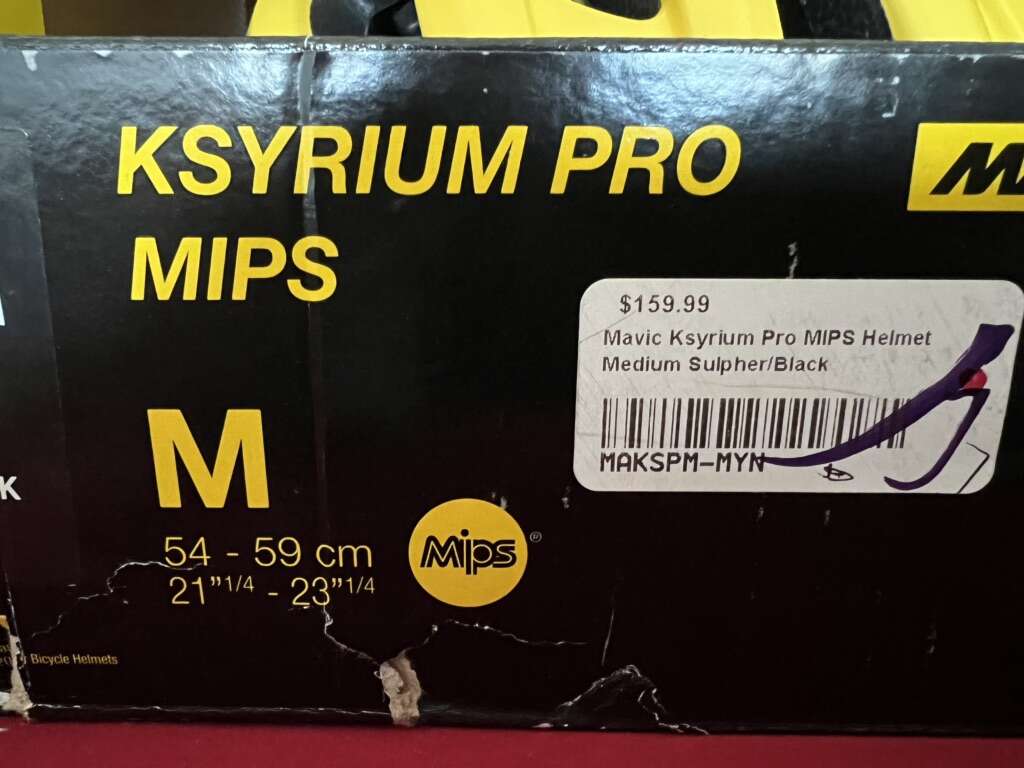 KSYRIUM PRO
MIPS
$159.99
Mavic Ksyrium Pro MIPS Helmet
Medium Sulpher/Black
MAKSPM-MYN
M
54 - 59 cm
21"1/4 - 23"1/4
Mips®
K
Bicycle Helmets